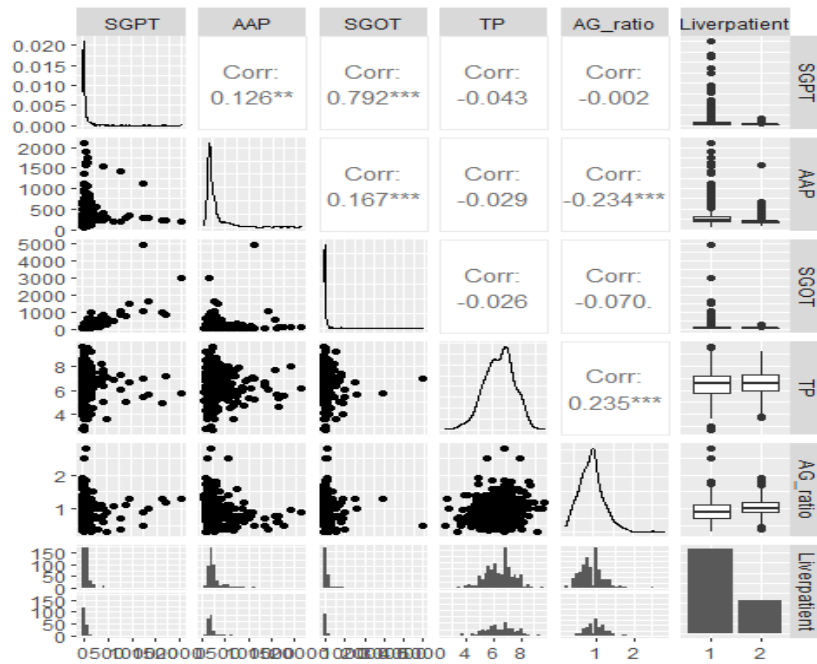 SGPT AAP SGOT TP AG_ratio Liverpatient
0.020
0.015
0.010
0.005
0.000
Corr:
0.126**
Corr:
0.792***
Corr:
-0.043
Corr:
-0.002
SGPT
2000
1500
1000
500
0
Corr:
0.167***
Corr:
-0.029
Corr:
-0.234***
AAP
5000
4000
3000
2000
1000
0
Corr:
-0.026
Corr:
-0.070.
SGOT
8
6
4
Corr:
0.235***
TP
2
1
AG_ratio
150
100
50
0
150
100
50
0
Liverpatient
0500100015002000 0500100015002000 4 6 8 1 2 1 2